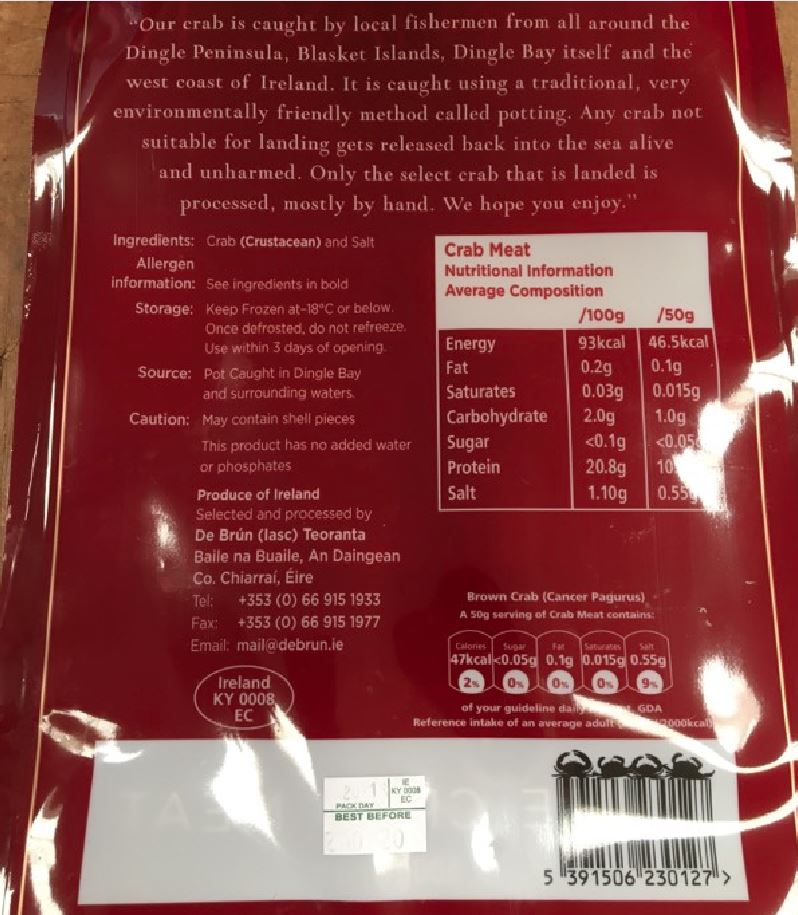 "Our crab is caught by local fishermen from all around the
Dingle Peninsula, Blasket Islands, Dingle Bay itself and the
west coast of Ireland. It is caught using a traditional, very
environmentally friendly method called potting. Any crab not
suitable for landing gets released back into the sea alive
and unharmed. Only the select crab that is landed is
processed, mostly by hand. We hope you enjoy."
Ingredients: Crab (Crustacean) and Salt
Allergen
information: See ingredients in bold
Storage: Keep Frozen at-18°C or below.
Once defrosted, do not refreeze.
Use within 3 days of opening.
Source: Pot Caught in Dingle Bay
and surrounding waters.
Caution: May contain shell pieces
This product has no added water
or phosphates
Produce of Ireland
Selected and processed by
De Brún (Iasc) Teoranta
Baile na Buaile, An Daingean
Co. Chiarraí, Éire
Tel: +353 (0) 66 915 1933
Fax: +353 (0) 66 915 1977
Email: mail@debrun.ie
Ireland
KY 0008
EC
Crab Meat
Nutritional Information
Average Composition
/100g /50g
Energy 93kcal 46.5kcal
Fat 0.2g 0.1g
Saturates 0.03g 0.015g
Carbohydrate 2.0g 1.0g
Sugar <0.1g
Protein 20.8g
Salt 1.10g 0.55g
Brown Crab (Cancer Pagurus)
A 50g serving of Crab Meat contains:
Calories Sugar Fat Saturates Salt
47kcal <0.05g 0.1g 0.015g 0.55g
2% 0% 0% 0% 9%
of your guideline daily GDA
Reference intake of an average adult 2000kcal)
IE
KY 0008
EC
PACK DAY
BEST BEFORE
5 391506 230127 >